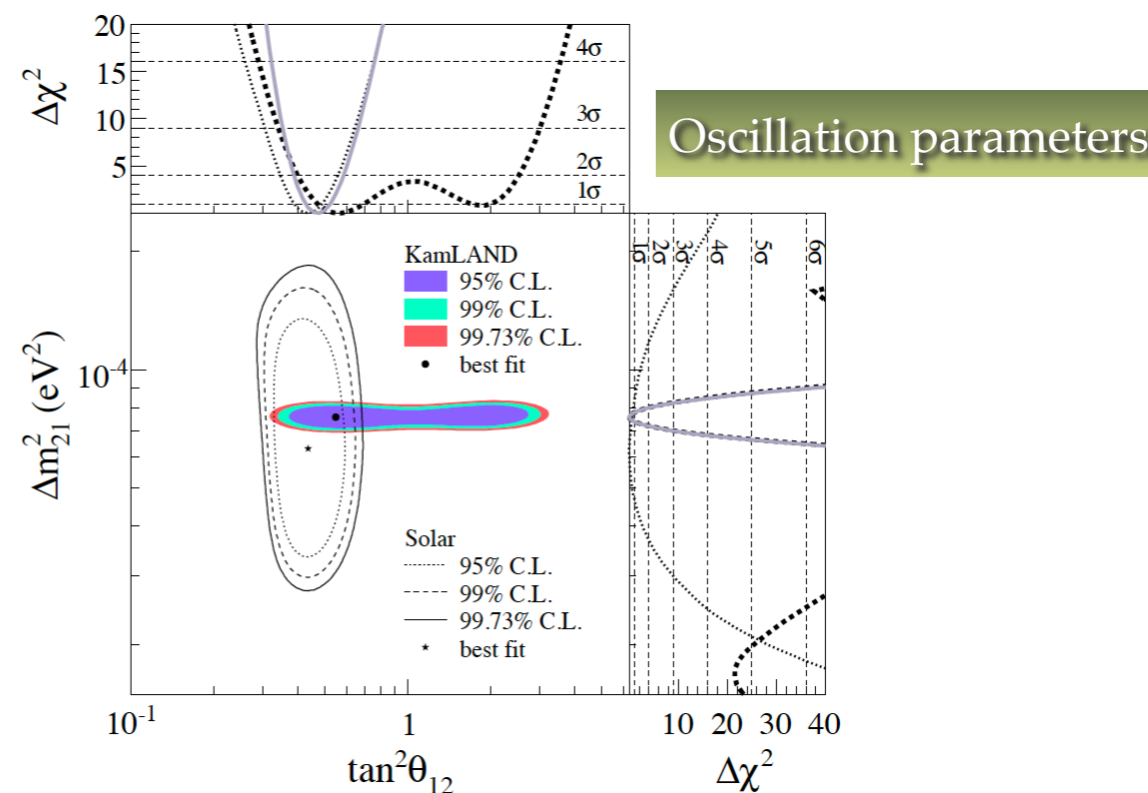 20
15
10
5
Δχ²
4σ
3σ
2σ
1σ
Oscillation parameters
KamLAND
95% C.L.
99% C.L.
99.73% C.L.
best fit
1σ
2σ
3σ
4σ
5σ
6σ
10⁻⁴
Δm²₂₁ (eV²)
Solar
95% C.L.
99% C.L.
99.73% C.L.
best fit
10⁻¹
1
10 20 30 40
tan²θ₁₂
Δχ²